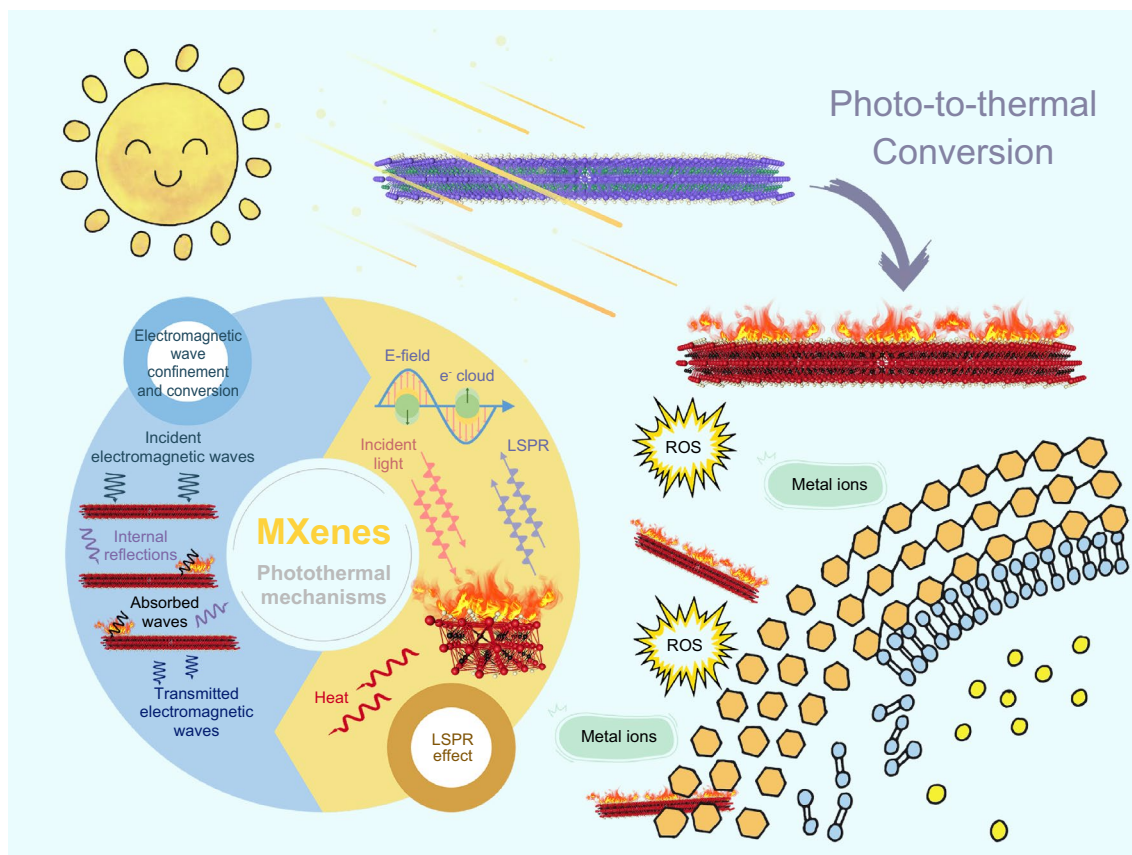 Photo-to-thermal
Conversion
Electromagnetic
wave
confinement
and conversion
Incident
electromagnetic waves
Internal
reflections
Absorbed
waves
Transmitted
electromagnetic
waves
MXenes
Photothermal
mechanisms
E-field
e⁻ cloud
Incident
light
LSPR
Heat
LSPR
effect
ROS
Metal ions
ROS
Metal ions